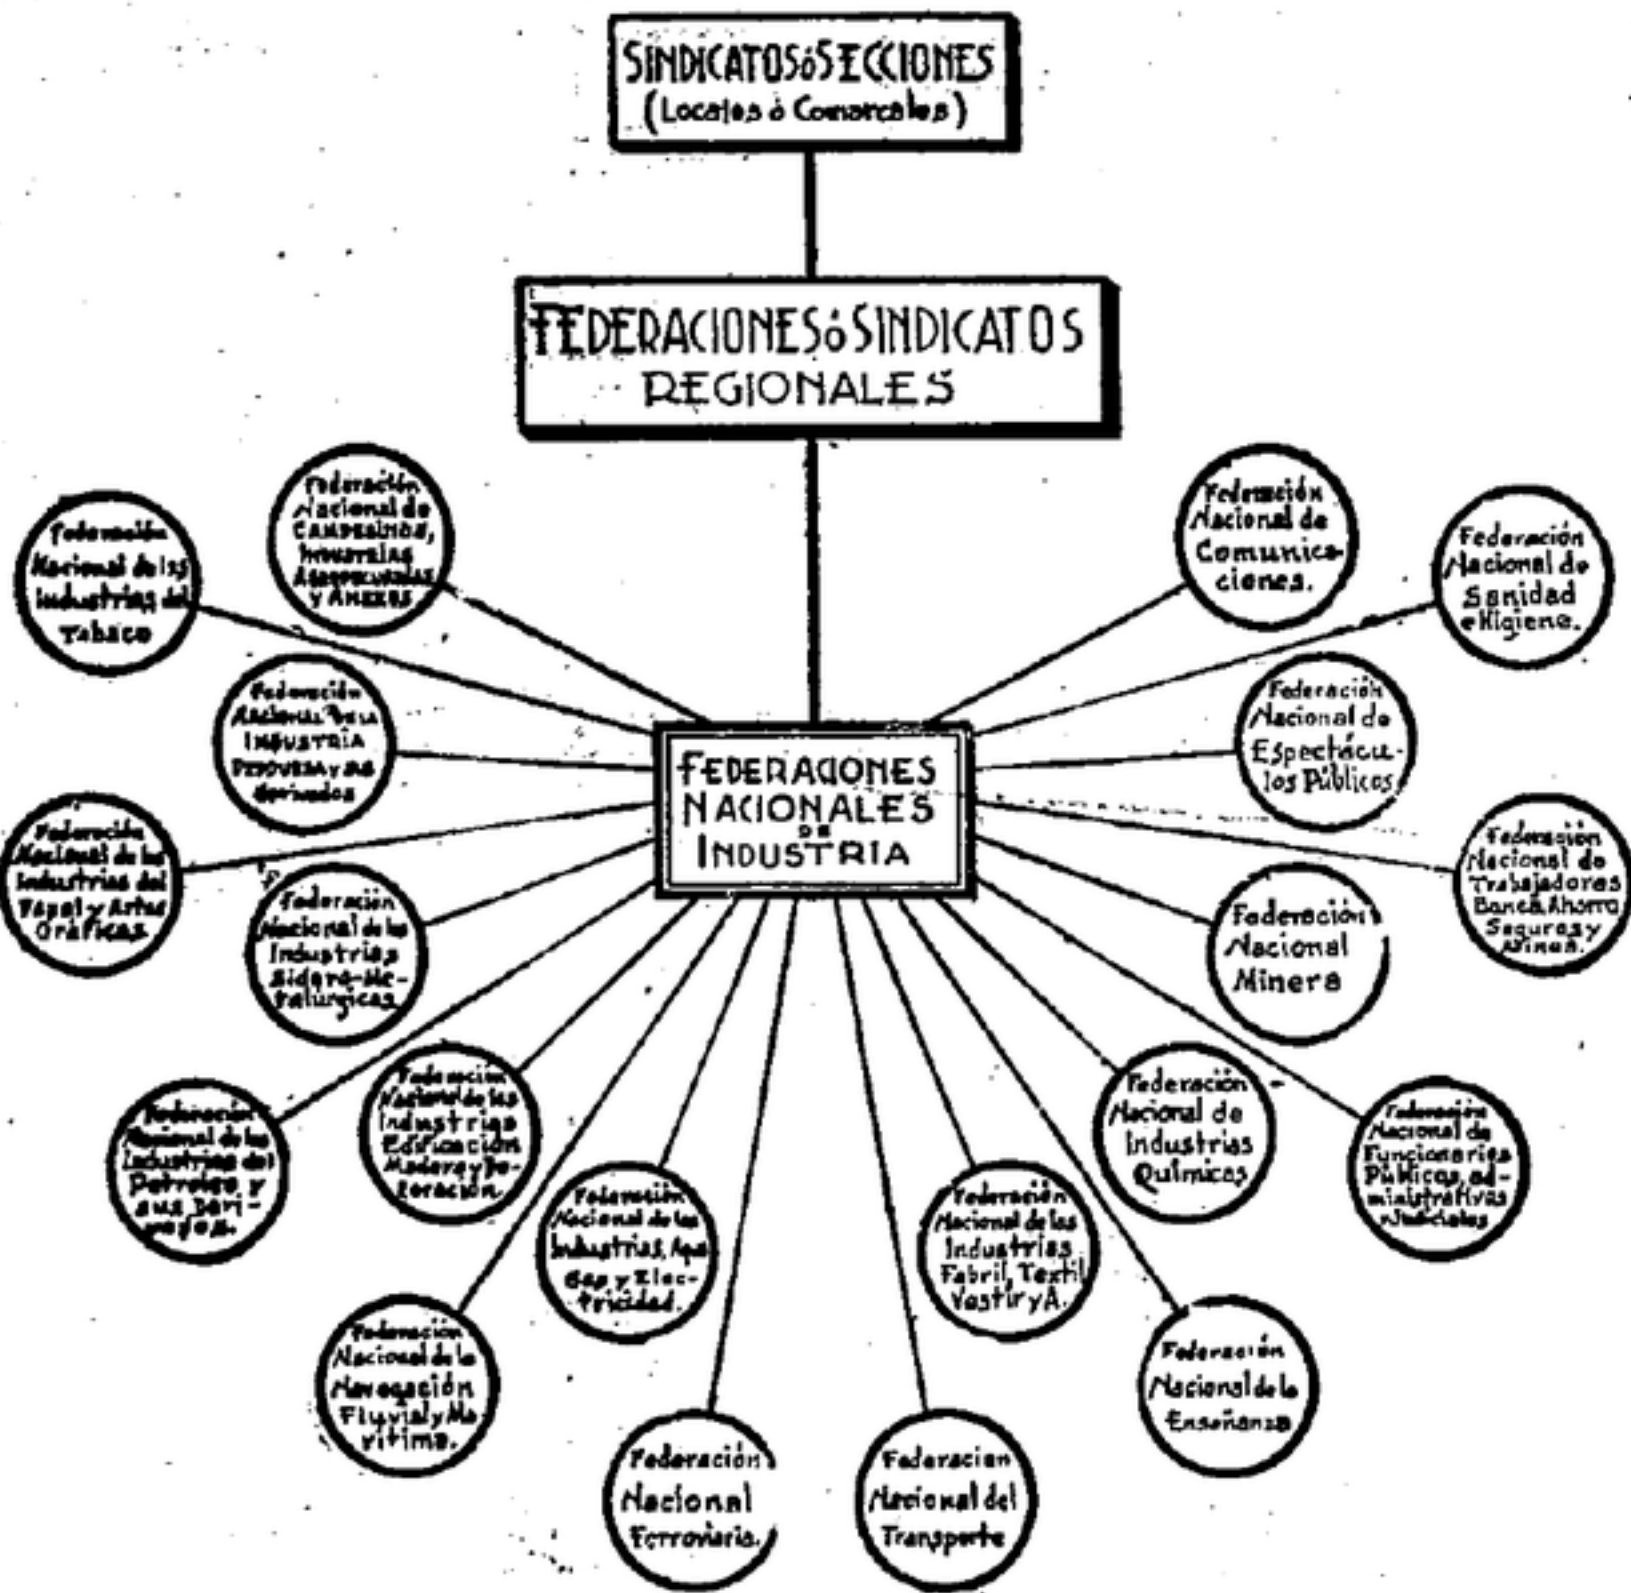 SINDICATOS ó SECCIONES
(Locales ó Comarcales)
FEDERACIONES ó SINDICATOS
REGIONALES
FEDERACIONES
NACIONALES
DE
INDUSTRIA
Federación
Nacional de
CAMPESINOS,
INDUSTRIAS
AGROPECUARIAS
y ANEXOS
Federación
Nacional de las
Industrias del
Tabaco
Federación
NACIONAL DE LA
INDUSTRIA
PESQUERA y sus
derivados
Federación
Nacional de las
Industrias del
Papel y Artes
Gráficas
Federación
Nacional de las
Industrias
Sidero-Me-
talúrgicas
Federación
Nacional de las
Industrias del
Petroleo y
sus Deri-
vados.
Federación
Nacional de las
Industrias
Edificación
Madera y De-
coración.
Federación
Nacional de la
Navegación
Fluvial y Ma
rítima.
Federación
Nacional de las
Industrias, Agua
Gas y Elec-
tricidad.
Federación
Nacional
Ferroviaria.
Federacion
Nacional del
Transporte
Federación
Nacional de las
Industrias
Fabril, Textil
Vestir y A.
Federación
Nacional de la
Enseñanza
Federación
Nacional de
Industrias
Químicas
Federación
Nacional de
Funcionarios
Públicos, ad-
ministrativos
y Judiciales
Federación
Nacional
Minera
Federación
Nacional de
Trabajadores
Banca, Ahorro
Seguros y
Afines.
Federación
Nacional de
Espectácu-
los Públicos
Federación
Nacional de
Sanidad
e Higiene.
Federación
Nacional de
Comunica-
ciones.